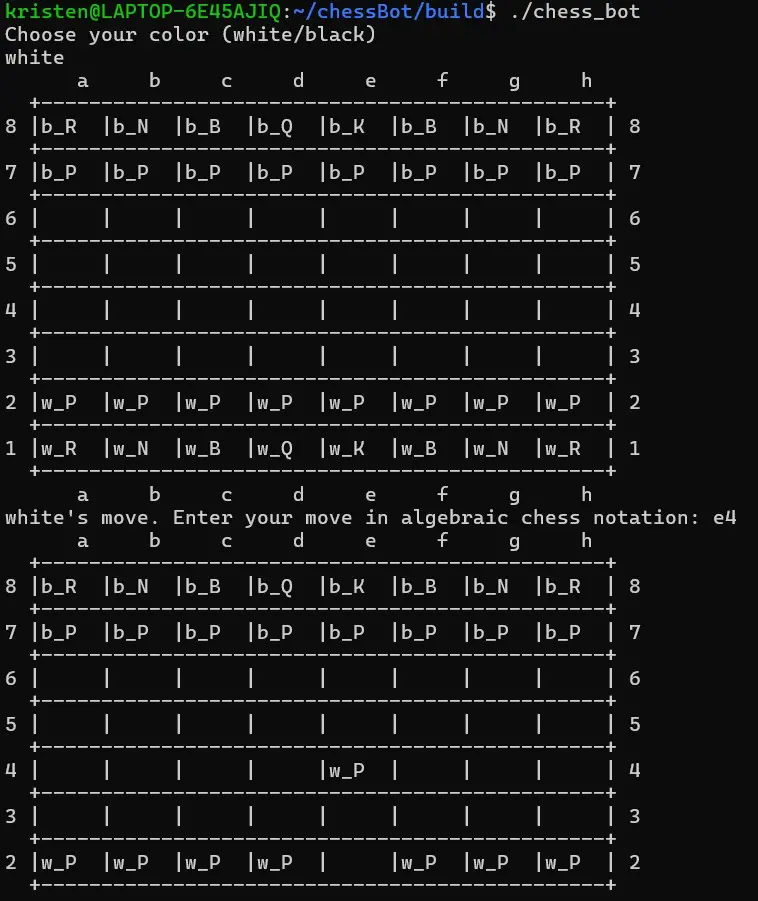 kristen@LAPTOP-6E45AJIQ:~/chessBot/build$ ./chess_bot
Choose your color (white/black)
white
      a     b     c     d     e     f     g     h
  +-----------------------------------------------+
8 |b_R  |b_N  |b_B  |b_Q  |b_K  |b_B  |b_N  |b_R  | 8
  +-----------------------------------------------+
7 |b_P  |b_P  |b_P  |b_P  |b_P  |b_P  |b_P  |b_P  | 7
  +-----------------------------------------------+
6 |     |     |     |     |     |     |     |     | 6
  +-----------------------------------------------+
5 |     |     |     |     |     |     |     |     | 5
  +-----------------------------------------------+
4 |     |     |     |     |     |     |     |     | 4
  +-----------------------------------------------+
3 |     |     |     |     |     |     |     |     | 3
  +-----------------------------------------------+
2 |w_P  |w_P  |w_P  |w_P  |w_P  |w_P  |w_P  |w_P  | 2
  +-----------------------------------------------+
1 |w_R  |w_N  |w_B  |w_Q  |w_K  |w_B  |w_N  |w_R  | 1
  +-----------------------------------------------+
      a     b     c     d     e     f     g     h
white's move. Enter your move in algebraic chess notation: e4
      a     b     c     d     e     f     g     h
  +-----------------------------------------------+
8 |b_R  |b_N  |b_B  |b_Q  |b_K  |b_B  |b_N  |b_R  | 8
  +-----------------------------------------------+
7 |b_P  |b_P  |b_P  |b_P  |b_P  |b_P  |b_P  |b_P  | 7
  +-----------------------------------------------+
6 |     |     |     |     |     |     |     |     | 6
  +-----------------------------------------------+
5 |     |     |     |     |     |     |     |     | 5
  +-----------------------------------------------+
4 |     |     |     |     |w_P  |     |     |     | 4
  +-----------------------------------------------+
3 |     |     |     |     |     |     |     |     | 3
  +-----------------------------------------------+
2 |w_P  |w_P  |w_P  |w_P  |     |w_P  |w_P  |w_P  | 2
  +-----------------------------------------------+